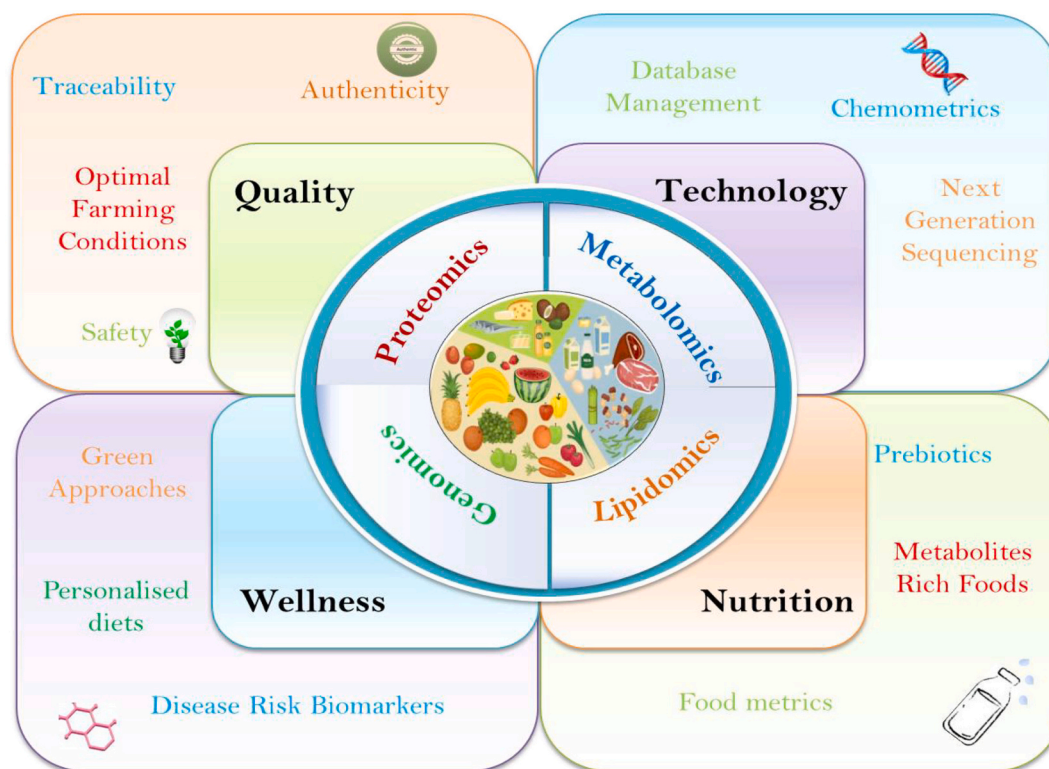 Traceability
Authentic
Authenticity
Optimal
Farming
Conditions
Safety
Quality
Database
Management
Chemometrics
Next
Generation
Sequencing
Technology
Proteomics
Metabolomics
Genomics
Lipidomics
Green
Approaches
Personalised
diets
Disease Risk Biomarkers
Wellness
Nutrition
Prebiotics
Metabolites
Rich Foods
Food metrics